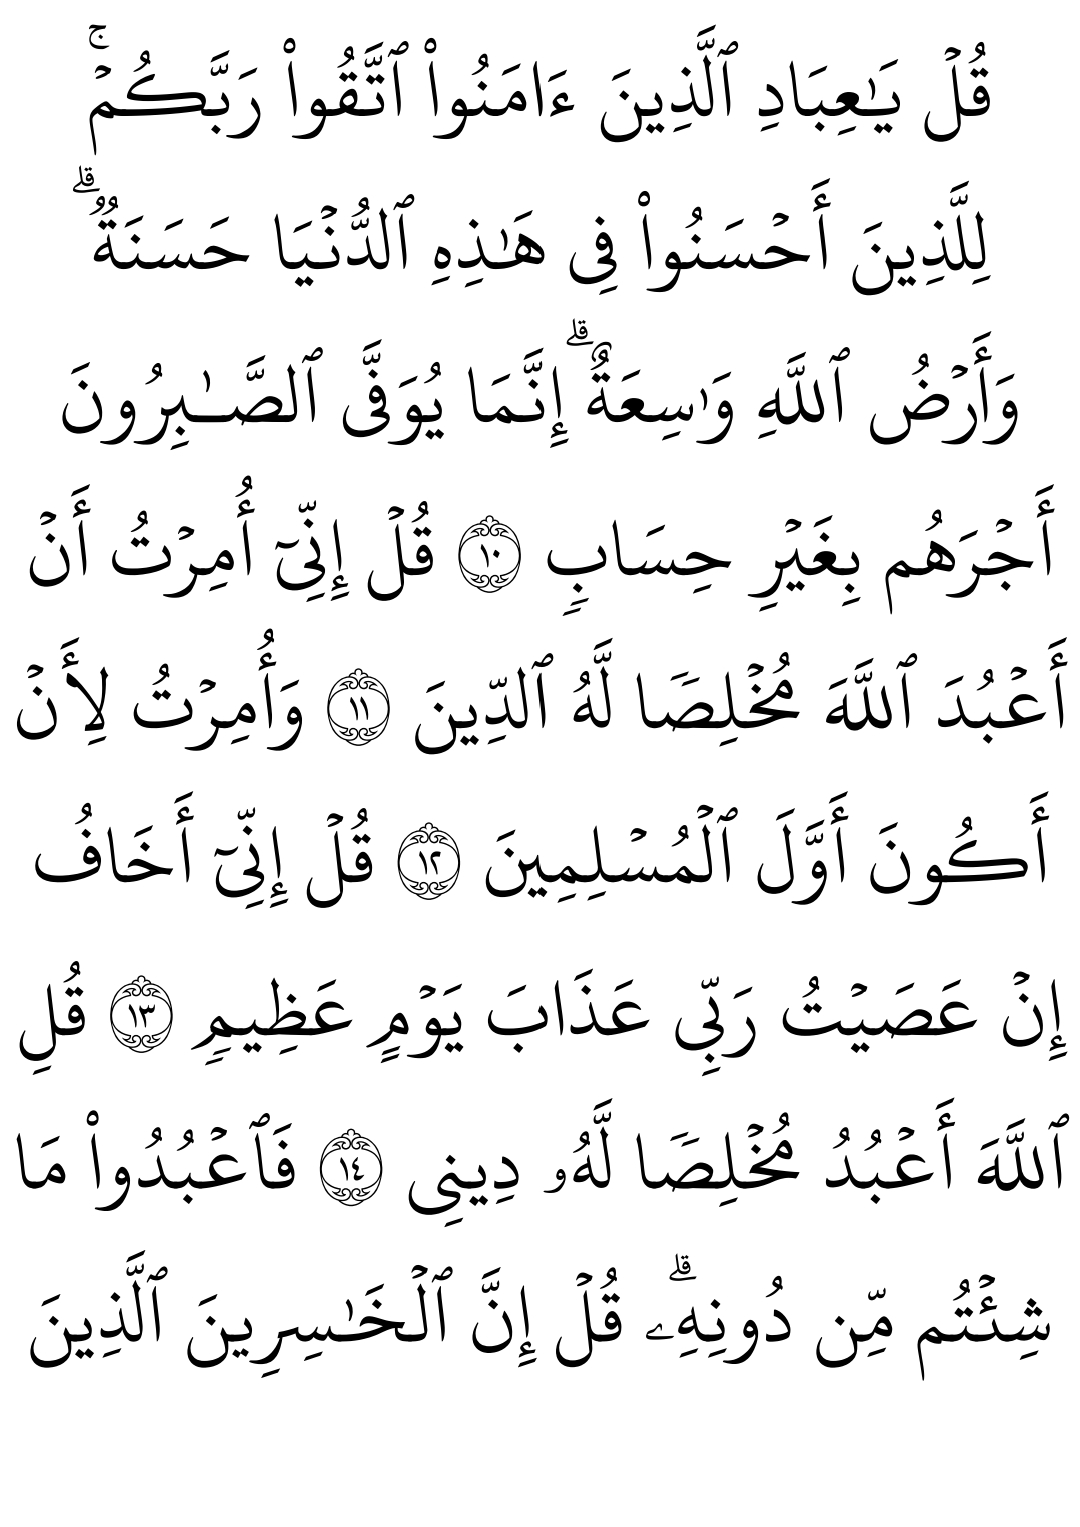 قُلۡ يَٰعِبَادِ ٱلَّذِينَ ءَامَنُواْ ٱتَّقُواْ رَبَّكُمۡۚ
لِلَّذِينَ أَحۡسَنُواْ فِي هَٰذِهِ ٱلدُّنۡيَا حَسَنَةٞۗ
وَأَرۡضُ ٱللَّهِ وَٰسِعَةٌۗ إِنَّمَا يُوَفَّى ٱلصَّٰبِرُونَ
أَجۡرَهُم بِغَيۡرِ حِسَابٖ ١٠ قُلۡ إِنِّيٓ أُمِرۡتُ أَنۡ
أَعۡبُدَ ٱللَّهَ مُخۡلِصٗا لَّهُ ٱلدِّينَ ١١ وَأُمِرۡتُ لِأَنۡ
أَكُونَ أَوَّلَ ٱلۡمُسۡلِمِينَ ١٢ قُلۡ إِنِّيٓ أَخَافُ
إِنۡ عَصَيۡتُ رَبِّي عَذَابَ يَوۡمٍ عَظِيمٖ ١٣ قُلِ
ٱللَّهَ أَعۡبُدُ مُخۡلِصٗا لَّهُۥ دِينِي ١٤ فَٱعۡبُدُواْ مَا
شِئۡتُم مِّن دُونِهِۦۗ قُلۡ إِنَّ ٱلۡخَٰسِرِينَ ٱلَّذِينَ